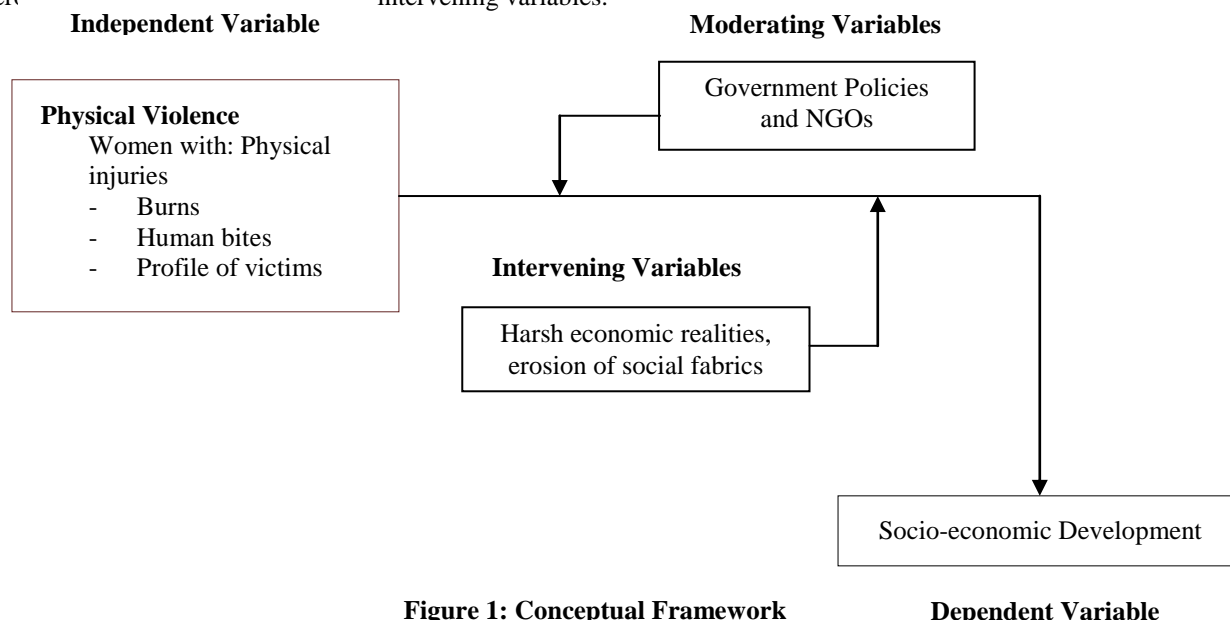 intervening variables.
Independent Variable
Moderating Variables
Physical Violence
Women with: Physical
injuries
- Burns
- Human bites
- Profile of victims
Government Policies
and NGOs
Intervening Variables
Harsh economic realities,
erosion of social fabrics
Socio-economic Development
Figure 1: Conceptual Framework
Dependent Variable